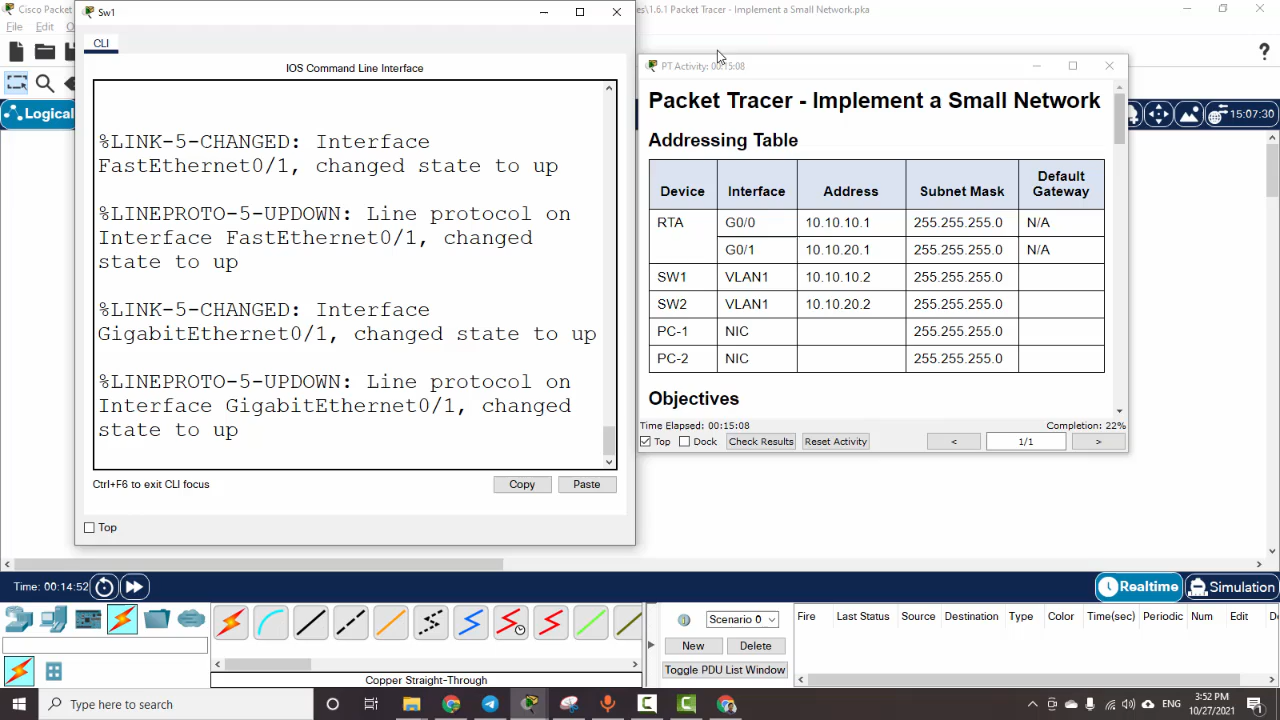 Cisco Packet
Sw1
s\1.6.1 Packet Tracer - Implement a Small Network.pka
File Edit O
CLI
IOS Command Line Interface
%LINK-5-CHANGED: Interface
FastEthernet0/1, changed state to up
%LINEPROTO-5-UPDOWN: Line protocol on
Interface FastEthernet0/1, changed
state to up
%LINK-5-CHANGED: Interface
GigabitEthernet0/1, changed state to up
%LINEPROTO-5-UPDOWN: Line protocol on
Interface GigabitEthernet0/1, changed
state to up
Ctrl+F6 to exit CLI focus
Copy Paste
Top
Logical
15:07:30
PT Activity: 00:15:08
Packet Tracer - Implement a Small Network
Addressing Table
Device Interface Address Subnet Mask Default Gateway
RTA G0/0 10.10.10.1 255.255.255.0 N/A
G0/1 10.10.20.1 255.255.255.0 N/A
SW1 VLAN1 10.10.10.2 255.255.255.0
SW2 VLAN1 10.10.20.2 255.255.255.0
PC-1 NIC 255.255.255.0
PC-2 NIC 255.255.255.0
Objectives
Time Elapsed: 00:15:08 Completion: 22%
Top Dock Check Results Reset Activity < 1/1 >
Time: 00:14:52
Realtime Simulation
Scenario 0
New Delete
Toggle PDU List Window
Fire Last Status Source Destination Type Color Time(sec) Periodic Num Edit De
Copper Straight-Through
Type here to search
ENG
3:52 PM
10/27/2021